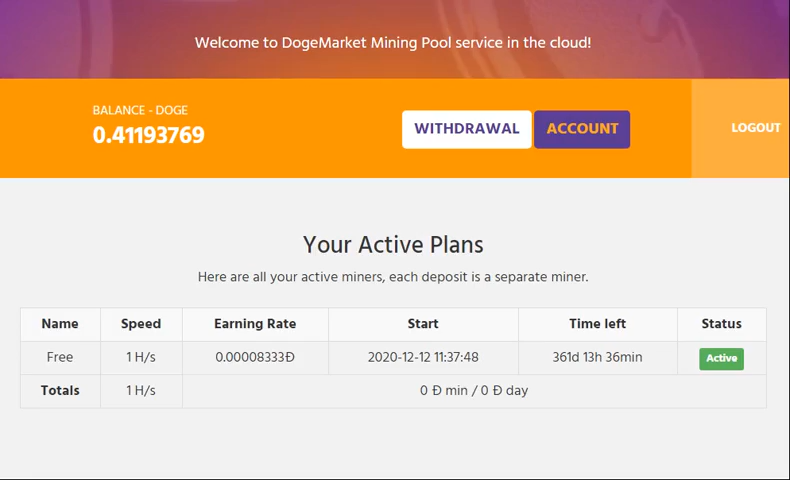 Welcome to DogeMarket Mining Pool service in the cloud!
BALANCE - DOGE
0.41193769
WITHDRAWAL
ACCOUNT
LOGOUT
Your Active Plans
Here are all your active miners, each deposit is a separate miner.
Name Speed Earning Rate Start Time left Status
Free 1 H/s 0.00008333Đ 2020-12-12 11:37:48 361d 13h 36min Active
Totals 1 H/s 0 Đ min / 0 Đ day